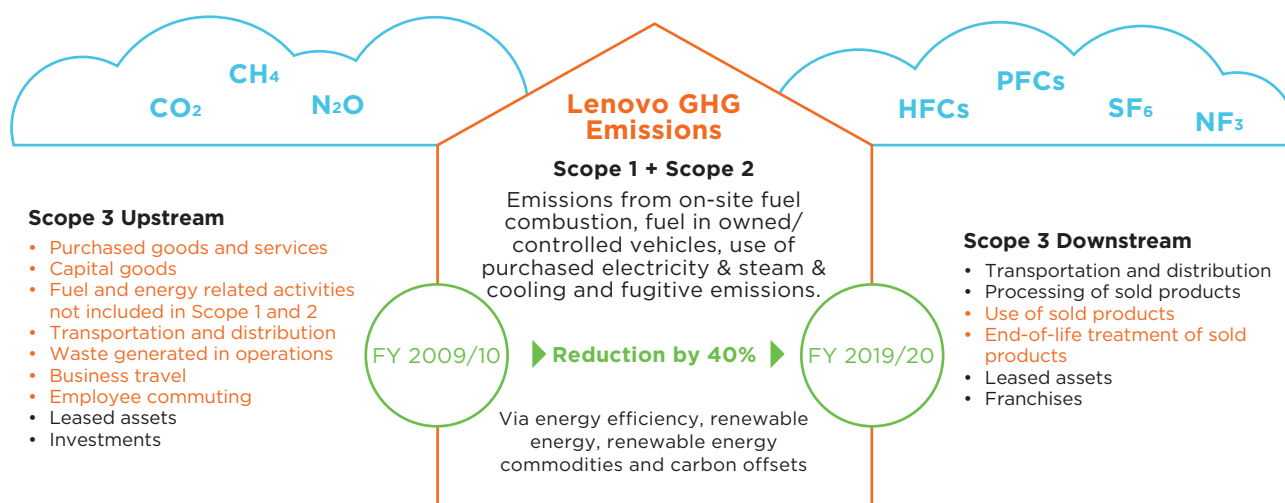 CH₄
CO₂
N₂O
PFCs
HFCs
SF₆
NF₃
Lenovo GHG
Emissions
Scope 1 + Scope 2
Emissions from on-site fuel
combustion, fuel in owned/
controlled vehicles, use of
purchased electricity & steam &
cooling and fugitive emissions.
Scope 3 Upstream
• Purchased goods and services
• Capital goods
• Fuel and energy related activities
not included in Scope 1 and 2
• Transportation and distribution
• Waste generated in operations
• Business travel
• Employee commuting
• Leased assets
• Investments
FY 2009/10
Reduction by 40%
FY 2019/20
Via energy efficiency, renewable
energy, renewable energy
commodities and carbon offsets
Scope 3 Downstream
• Transportation and distribution
• Processing of sold products
• Use of sold products
• End-of-life treatment of sold
products
• Leased assets
• Franchises